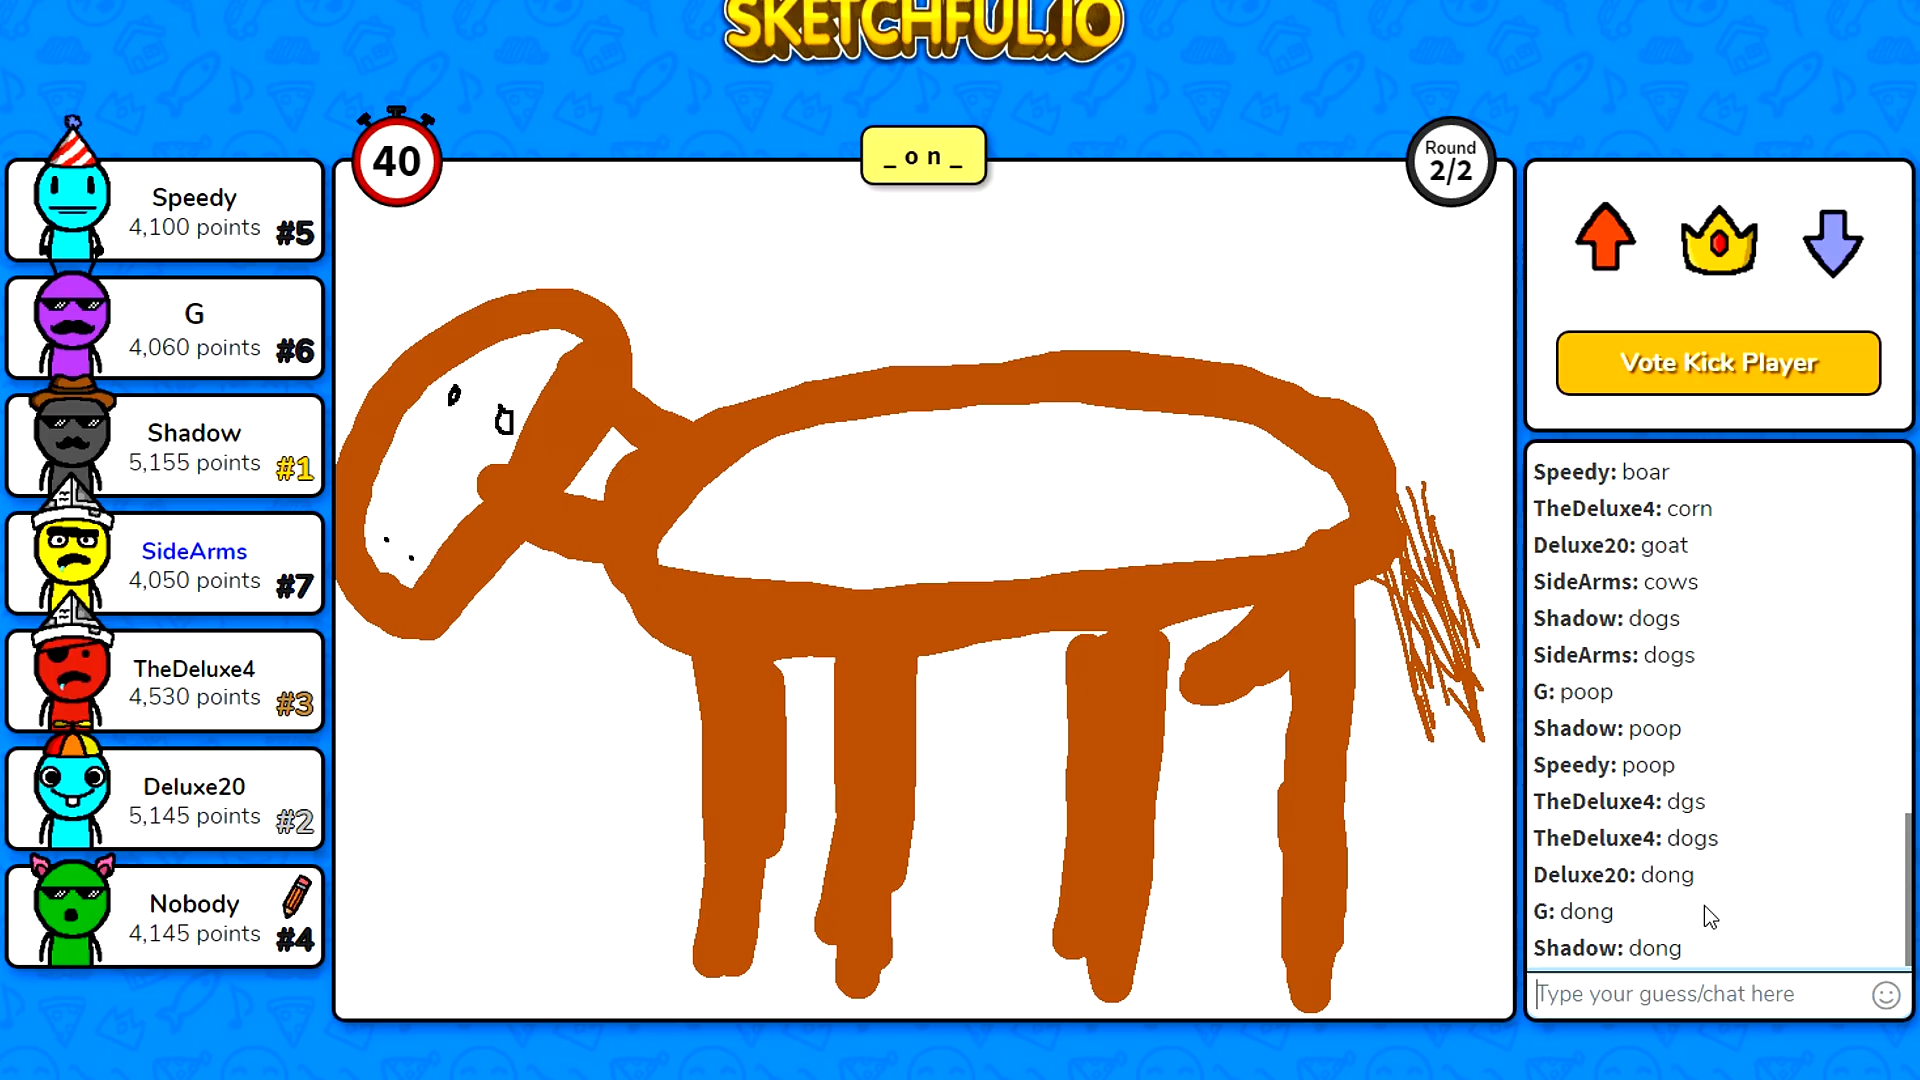 SKETCHFUL.IO
40
_ o n _
Round
2/2
Speedy
4,100 points
#5
G
4,060 points
#6
Shadow
5,155 points
#1
SideArms
4,050 points
#7
TheDeluxe4
4,530 points
#3
Deluxe20
5,145 points
#2
Nobody
4,145 points
#4
Vote Kick Player
Speedy: boar
TheDeluxe4: corn
Deluxe20: goat
SideArms: cows
Shadow: dogs
SideArms: dogs
G: poop
Shadow: poop
Speedy: poop
TheDeluxe4: dgs
TheDeluxe4: dogs
Deluxe20: dong
G: dong
Shadow: dong
Type your guess/chat here